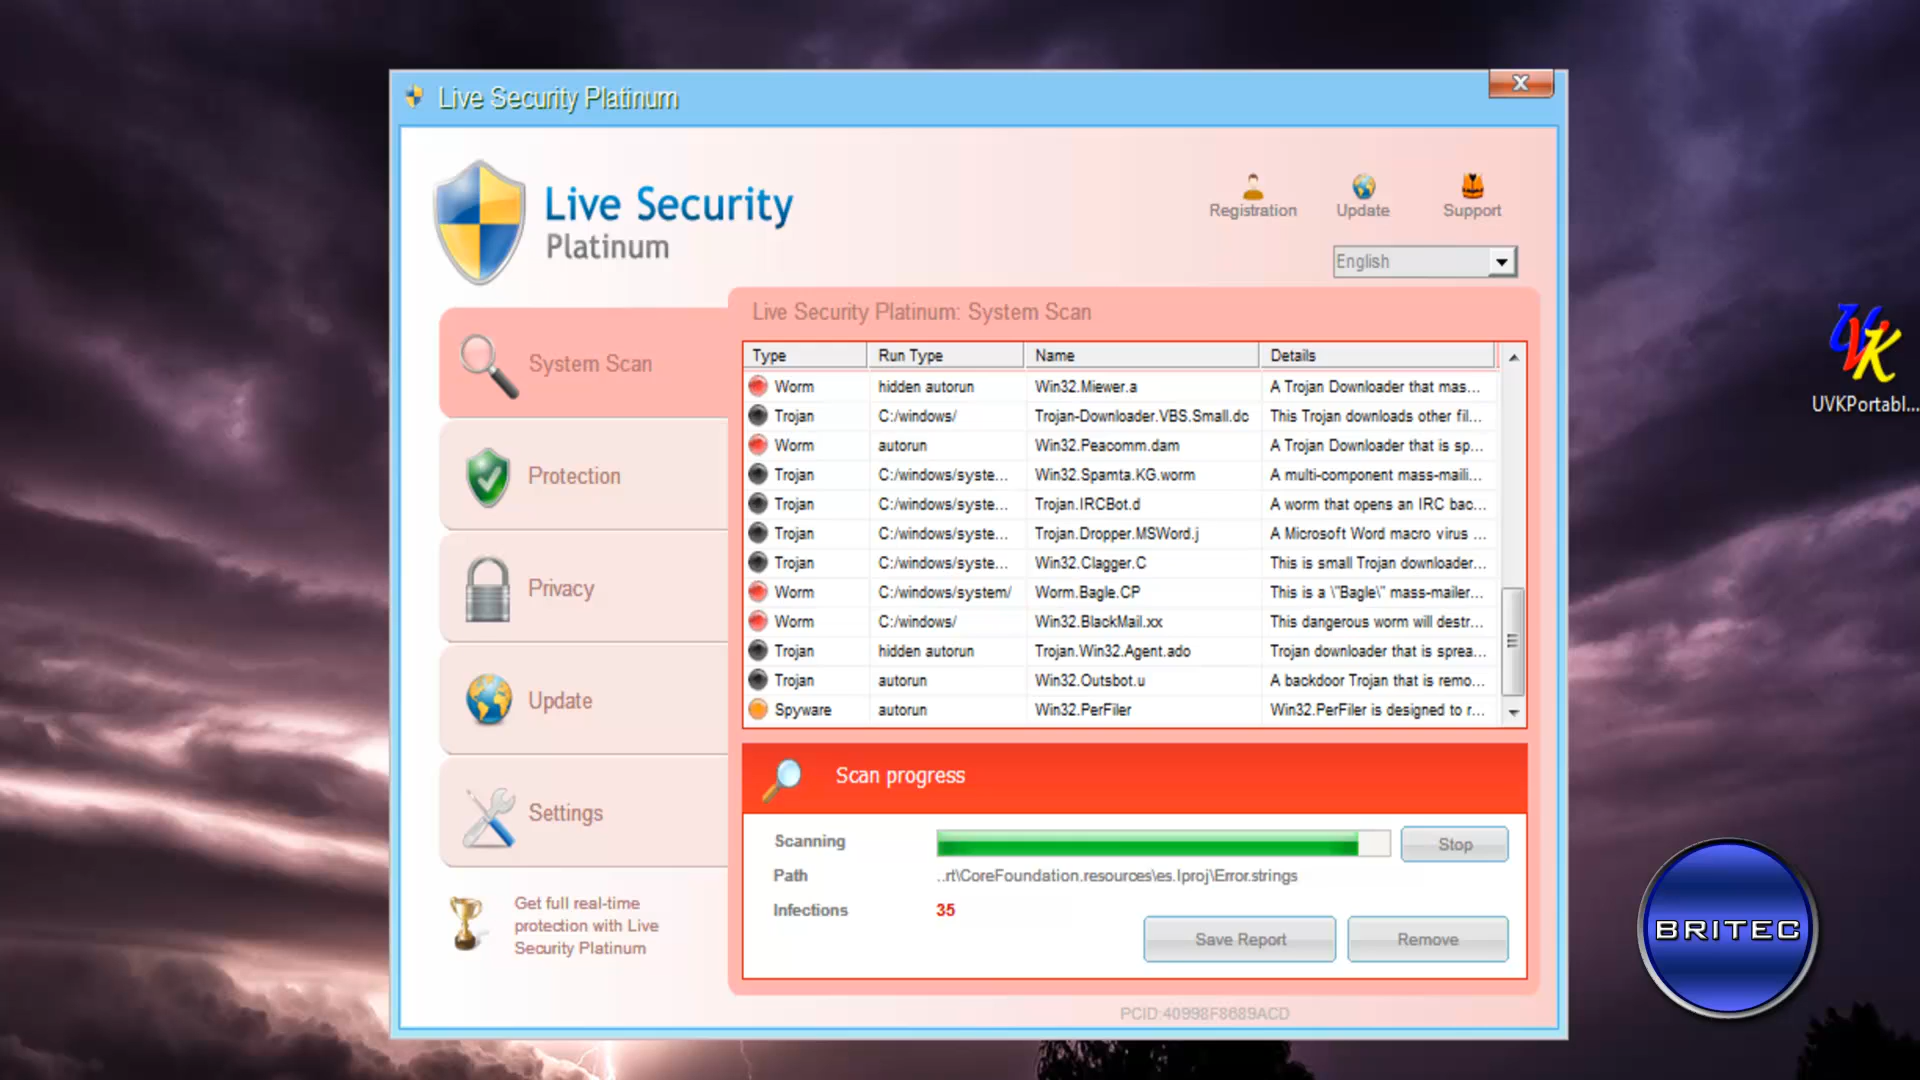 Live Security Platinum
X
Live Security
Platinum
Registration
Update
Support
English
System Scan
Protection
Privacy
Update
Settings
Get full real-time
protection with Live
Security Platinum
Live Security Platinum: System Scan
Type Run Type Name Details
Worm hidden autorun Win32.Miewer.a A Trojan Downloader that mas...
Trojan C:/windows/ Trojan-Downloader.VBS.Small.dc This Trojan downloads other fil...
Worm autorun Win32.Peacomm.dam A Trojan Downloader that is sp...
Trojan C:/windows/syste... Win32.Spamta.KG.worm A multi-component mass-maili...
Trojan C:/windows/syste... Trojan.IRCBot.d A worm that opens an IRC bac...
Trojan C:/windows/syste... Trojan.Dropper.MSWord.j A Microsoft Word macro virus ...
Trojan C:/windows/syste... Win32.Clagger.C This is small Trojan downloader...
Worm C:/windows/system/ Worm.Bagle.CP This is a \"Bagle\" mass-mailer...
Worm C:/windows/ Win32.BlackMail.xx This dangerous worm will destr...
Trojan hidden autorun Trojan.Win32.Agent.ado Trojan downloader that is sprea...
Trojan autorun Win32.Outsbot.u A backdoor Trojan that is remo...
Spyware autorun Win32.PerFiler Win32.PerFiler is designed to r...
Scan progress
Scanning
Stop
Path ..rt\CoreFoundation.resources\es.lproj\Error.strings
Infections 35
Save Report
Remove
PCID:40998F8689ACD
UVK
UVKPortabl...
BRITEC